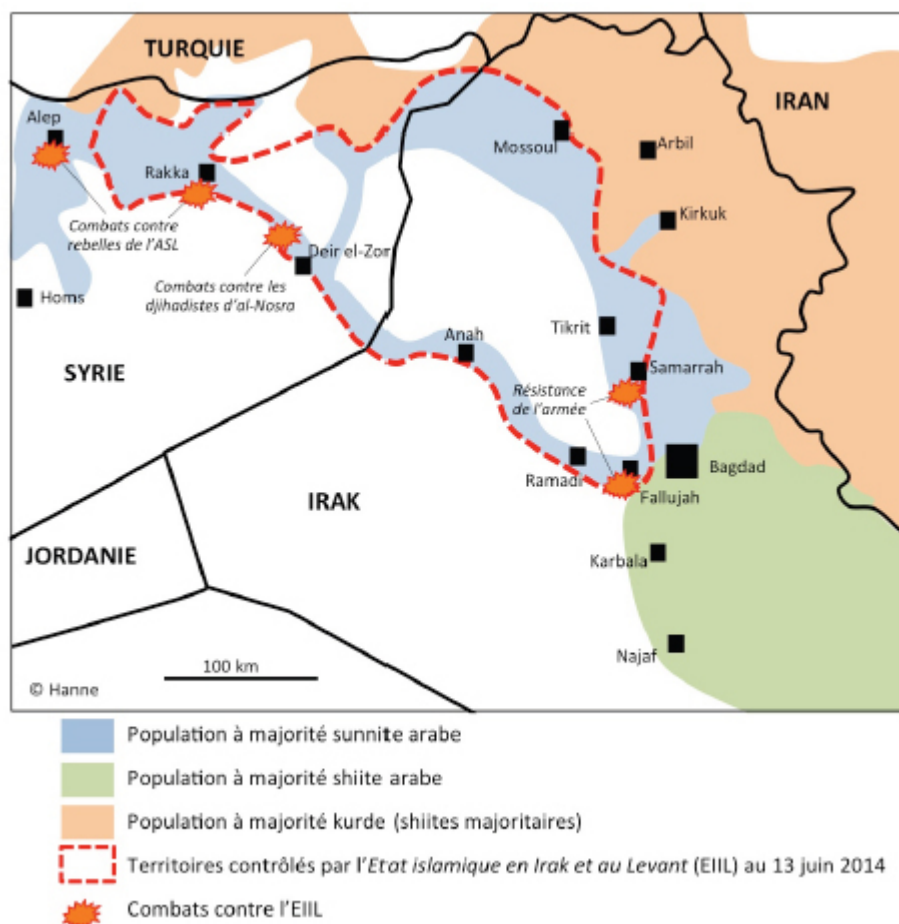 TURQUIE
IRAN
Alep
Mossoul
Arbil
Rakka
Kirkuk
Combats contre
rebelles de l'ASL
Deir el-Zor
Combats contre les
djihadistes d'al-Nosra
Homs
Tikrit
Anah
Samarrah
SYRIE
Résistance
de l'armée
Ramadi
Bagdad
IRAK
Fallujah
JORDANIE
Karbala
Najaf
100 km
© Hanne
Population à majorité sunnite arabe
Population à majorité shiite arabe
Population à majorité kurde (shiites majoritaires)
Territoires contrôlés par l'Etat islamique en Irak et au Levant (EIIL) au 13 juin 2014
Combats contre l'EIIL